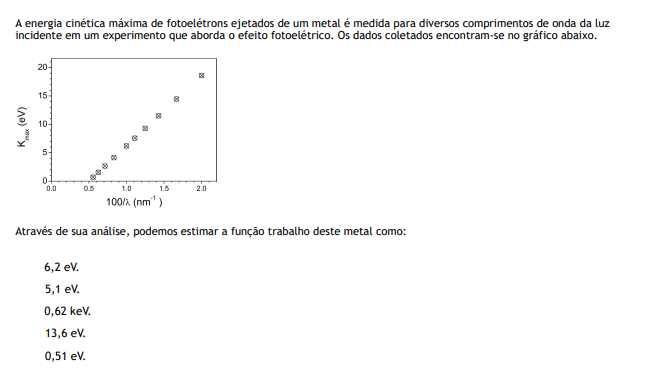 A energia cinética máxima de fotoelétrons ejetados de um metal é medida para diversos comprimentos de onda da luz
incidente em um experimento que aborda o efeito fotoelétrico. Os dados coletados encontram-se no gráfico abaixo.
20
15
10
5
0
K_max (eV)
0.0 0.5 1.0 1.5 2.0
100/λ (nm⁻¹)
Através de sua análise, podemos estimar a função trabalho deste metal como:
6,2 eV.
5,1 eV.
0,62 keV.
13,6 eV.
0,51 eV.